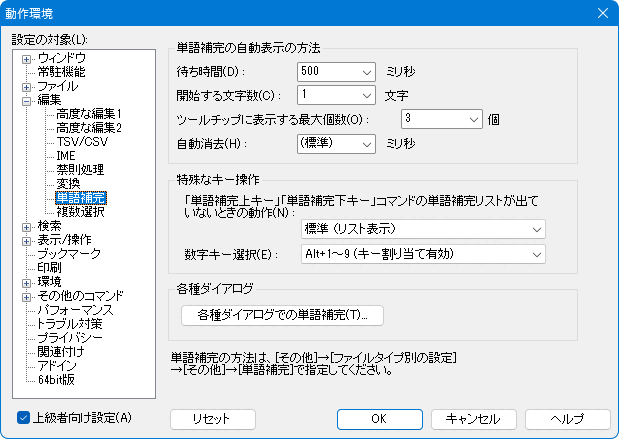 動作環境
設定の対象(L):
ウィンドウ
常駐機能
ファイル
編集
高度な編集1
高度な編集2
TSV/CSV
IME
禁則処理
変換
単語補完
複数選択
検索
表示/操作
ブックマーク
印刷
環境
その他のコマンド
パフォーマンス
トラブル対策
プライバシー
関連付け
アドイン
64bit版
上級者向け設定(A)
単語補完の自動表示の方法
待ち時間(D):
500
ミリ秒
開始する文字数(C):
1
文字
ツールチップに表示する最大個数(O):
3
個
自動消去(H):
(標準)
ミリ秒
特殊なキー操作
「単語補完上キー」「単語補完下キー」コマンドの単語補完リストが出て
いないときの動作(N):
標準 (リスト表示)
数字キー選択(E):
Alt+1～9 (キー割り当て有効)
各種ダイアログ
各種ダイアログでの単語補完(T)...
単語補完の方法は、[その他]→[ファイルタイプ別の設定]
→[その他]→[単語補完]で指定してください。
リセット
OK
キャンセル
ヘルプ